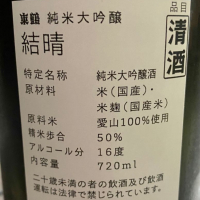 東鶴 純米大吟醸
結晴
品目
清酒
特定名称 純米大吟醸酒
原材料 米(国産)・
米麹(国産米)
原料米 愛山100%使用
精米歩合 50%
アルコール分 16度
内容量 720ml
二十歳未満の者の飲酒及び飲酒
運転は法律で禁じられています。